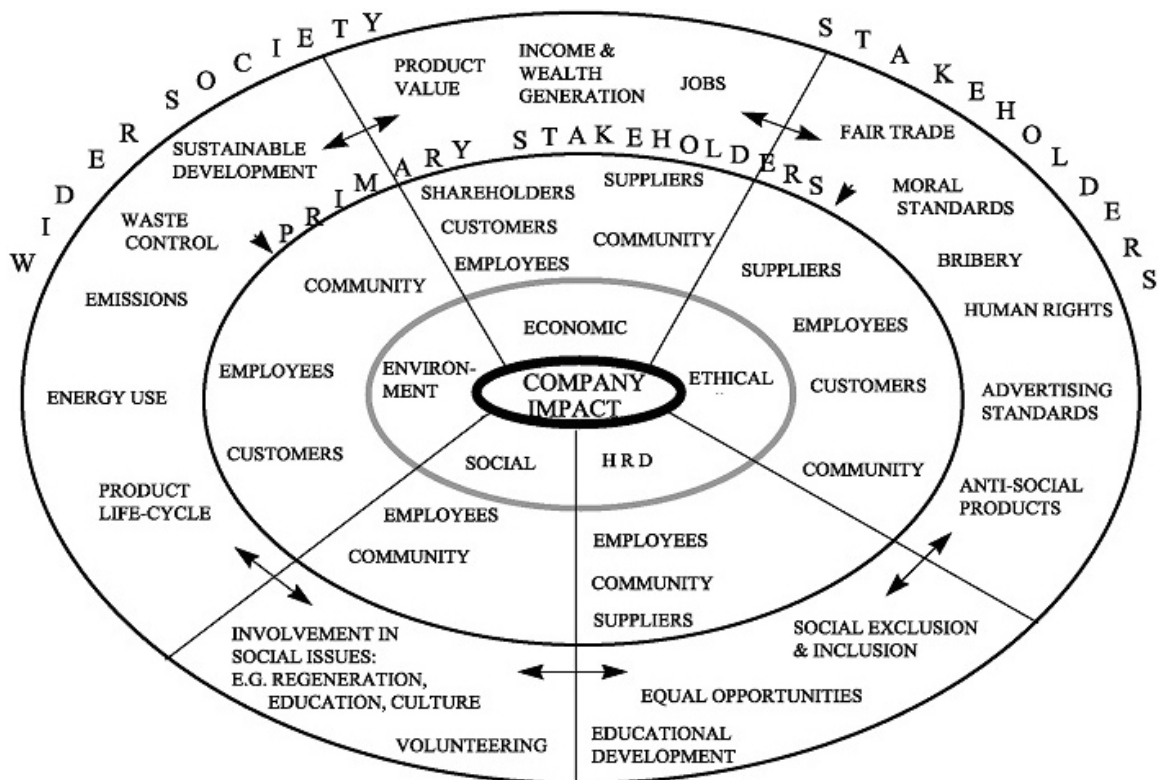 WIDER SOCIETY
STAKEHOLDERS
PRODUCT
VALUE
INCOME &
WEALTH
GENERATION
JOBS
FAIR TRADE
MORAL
STANDARDS
BRIBERY
HUMAN RIGHTS
ADVERTISING
STANDARDS
ANTI-SOCIAL
PRODUCTS
SOCIAL EXCLUSION
& INCLUSION
EQUAL OPPORTUNITIES
EDUCATIONAL
DEVELOPMENT
VOLUNTEERING
INVOLVEMENT IN
SOCIAL ISSUES:
E.G. REGENERATION,
EDUCATION, CULTURE
PRODUCT
LIFE-CYCLE
ENERGY USE
EMISSIONS
WASTE
CONTROL
SUSTAINABLE
DEVELOPMENT
PRIMARY STAKEHOLDERS
SHAREHOLDERS
SUPPLIERS
CUSTOMERS
COMMUNITY
EMPLOYEES
SUPPLIERS
EMPLOYEES
CUSTOMERS
COMMUNITY
EMPLOYEES
COMMUNITY
SUPPLIERS
EMPLOYEES
COMMUNITY
CUSTOMERS
EMPLOYEES
COMMUNITY
ECONOMIC
ETHICAL
H R D
SOCIAL
ENVIRON-
MENT
COMPANY
IMPACT